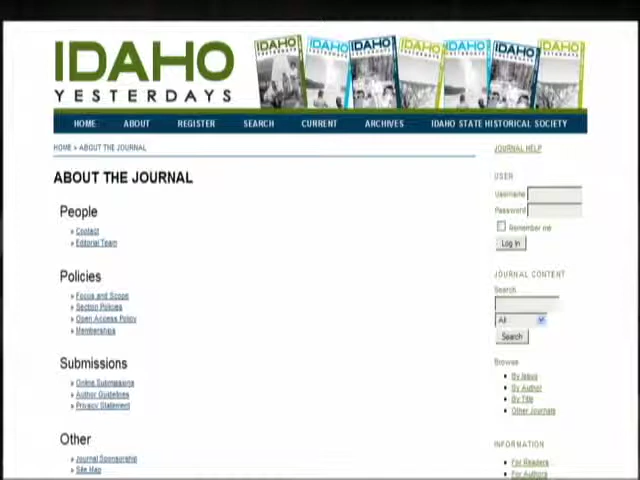 IDAHO
YESTERDAYS
HOME ABOUT REGISTER SEARCH CURRENT ARCHIVES IDAHO STATE HISTORICAL SOCIETY
HOME » ABOUT THE JOURNAL
ABOUT THE JOURNAL
People
» Contact
» Editorial Team
Policies
» Focus and Scope
» Section Policies
» Open Access Policy
» Memberships
Submissions
» Online Submissions
» Author Guidelines
» Privacy Statement
Other
» Journal Sponsorship
» Site Map
JOURNAL HELP
USER
Username
Password
Remember me
Log In
JOURNAL CONTENT
Search
All
Search
Browse
By Issue
By Author
By Title
Other Journals
INFORMATION
For Readers
For Authors